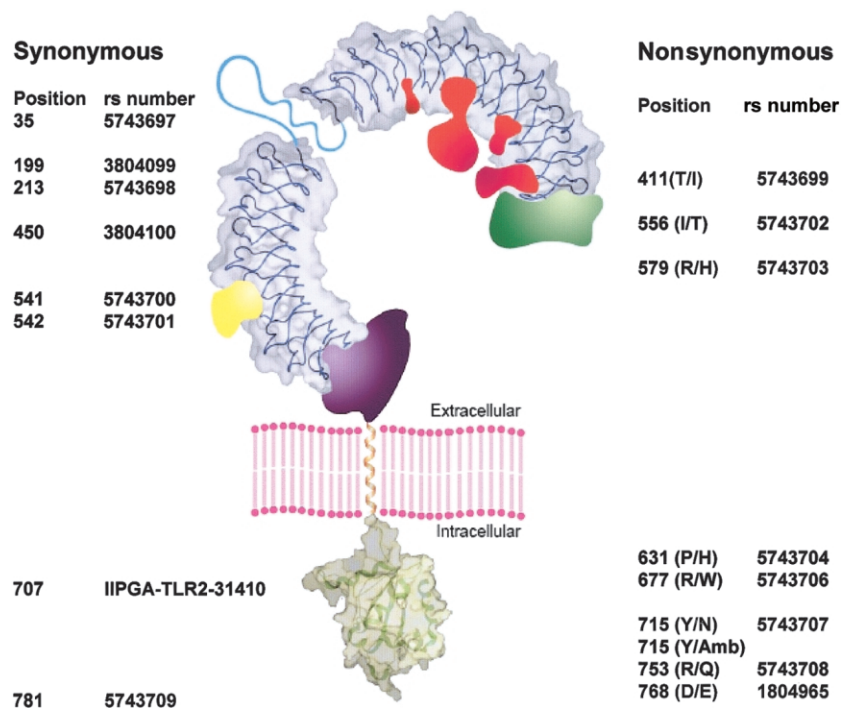 Synonymous
Position rs number
35 5743697
199 3804099
213 5743698
450 3804100
541 5743700
542 5743701
707 IIPGA-TLR2-31410
781 5743709
Extracellular
Intracellular
Nonsynonymous
Position rs number
411(T/I) 5743699
556 (I/T) 5743702
579 (R/H) 5743703
631 (P/H) 5743704
677 (R/W) 5743706
715 (Y/N) 5743707
715 (Y/Amb)
753 (R/Q) 5743708
768 (D/E) 1804965